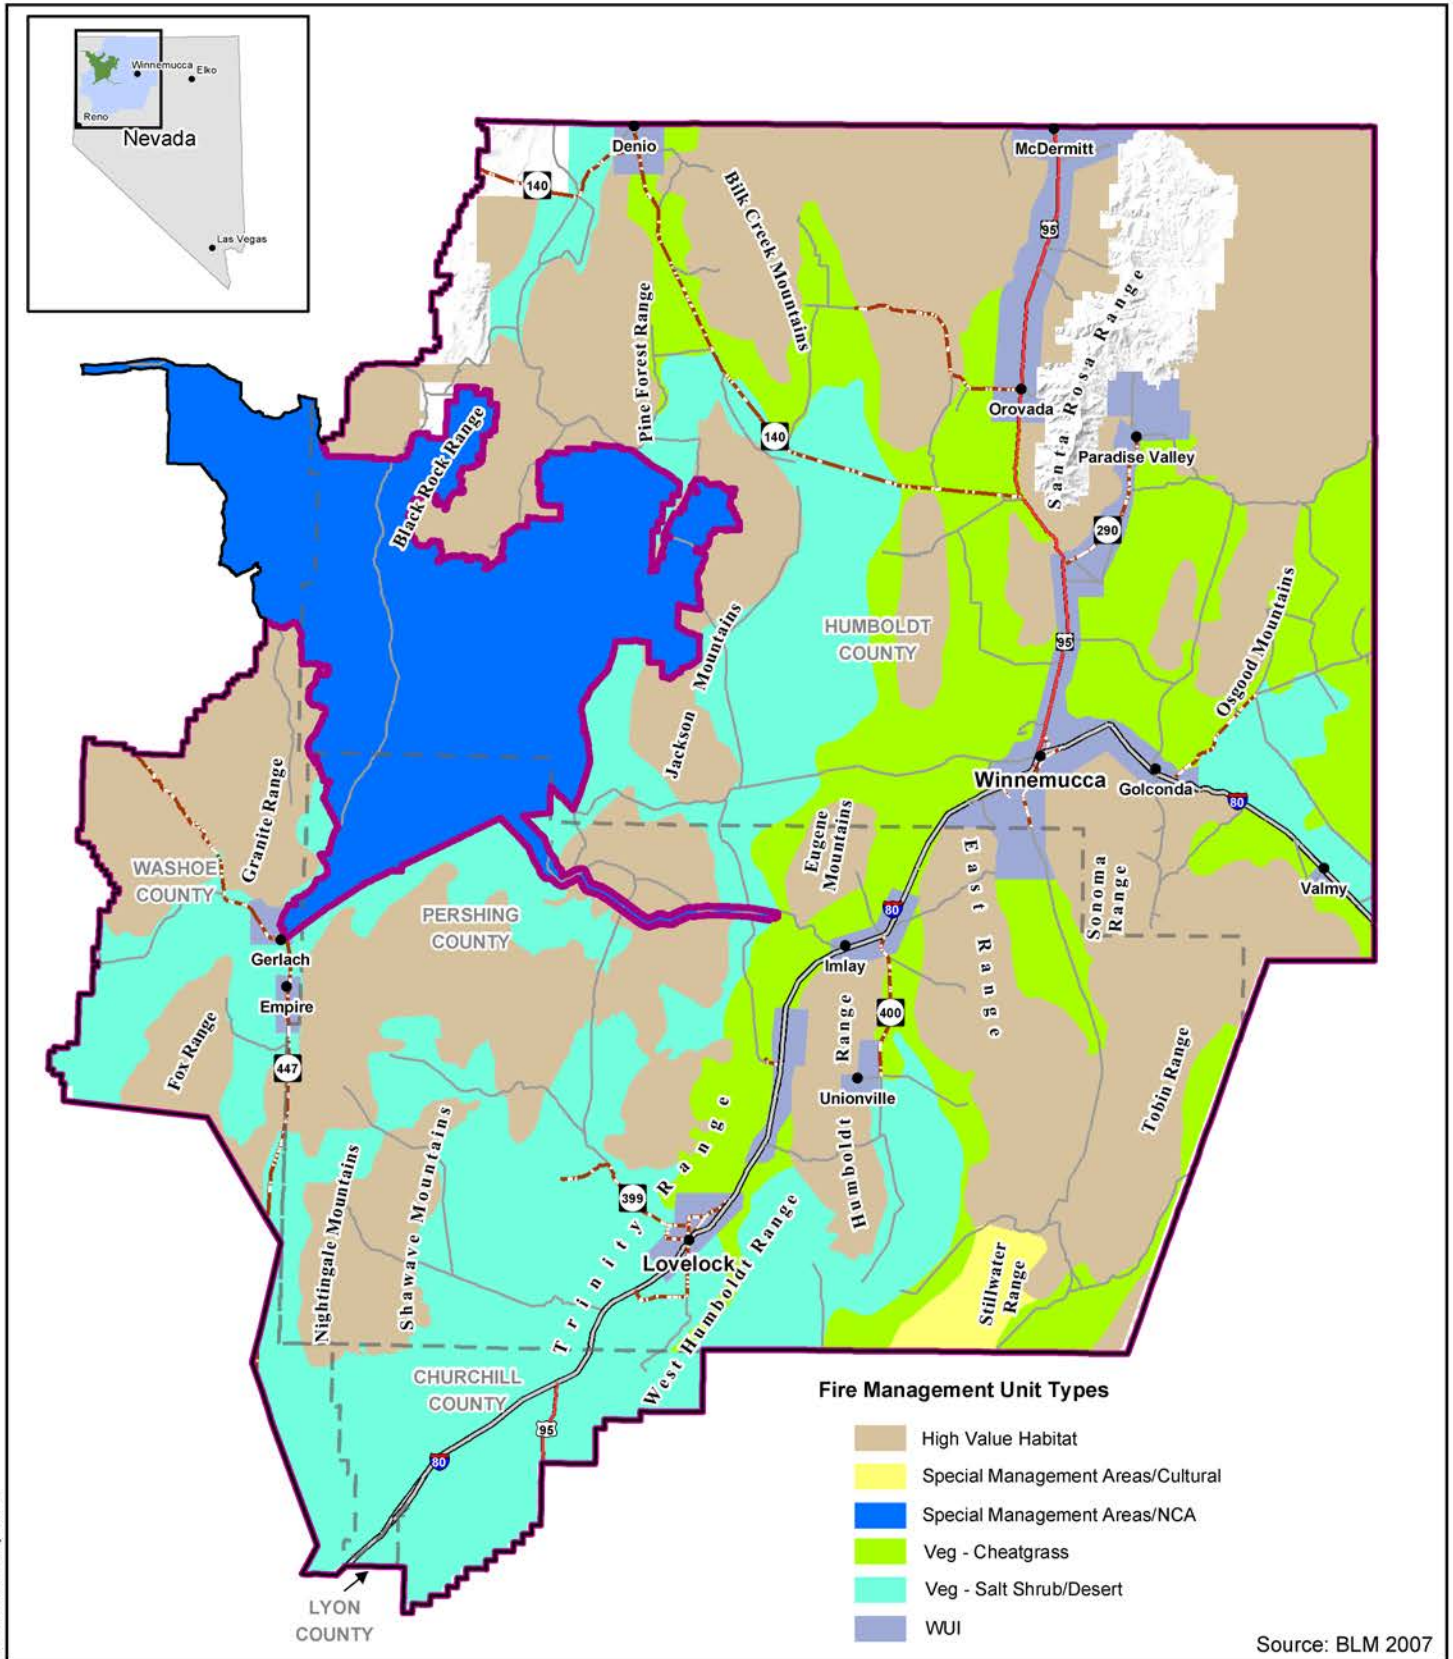 Winnemucca
Elko
Reno
Nevada
Las Vegas
Denio
McDermitt
140
Bilk Creek Mountains
95
Santa Rosa Range
Pine Forest Range
Orovada
140
Black Rock Range
Paradise Valley
290
Osgood Mountains
HUMBOLDT
COUNTY
95
Jackson Mountains
Winnemucca
Golconda
80
Granite Range
Eugene
Mountains
East Range
Sonoma
Range
Valmy
WASHOE
COUNTY
PERSHING
COUNTY
80
Gerlach
Imlay
Empire
400
Fox Range
447
Humboldt Range
Unionville
Tobin Range
Nightingale Mountains
Shawave Mountains
399
Trinity Range
Lovelock
West Humboldt Range
Stillwater
Range
CHURCHILL
COUNTY
95
80
LYON
COUNTY
Fire Management Unit Types
High Value Habitat
Special Management Areas/Cultural
Special Management Areas/NCA
Veg - Cheatgrass
Veg - Salt Shrub/Desert
WUI
Source: BLM 2007